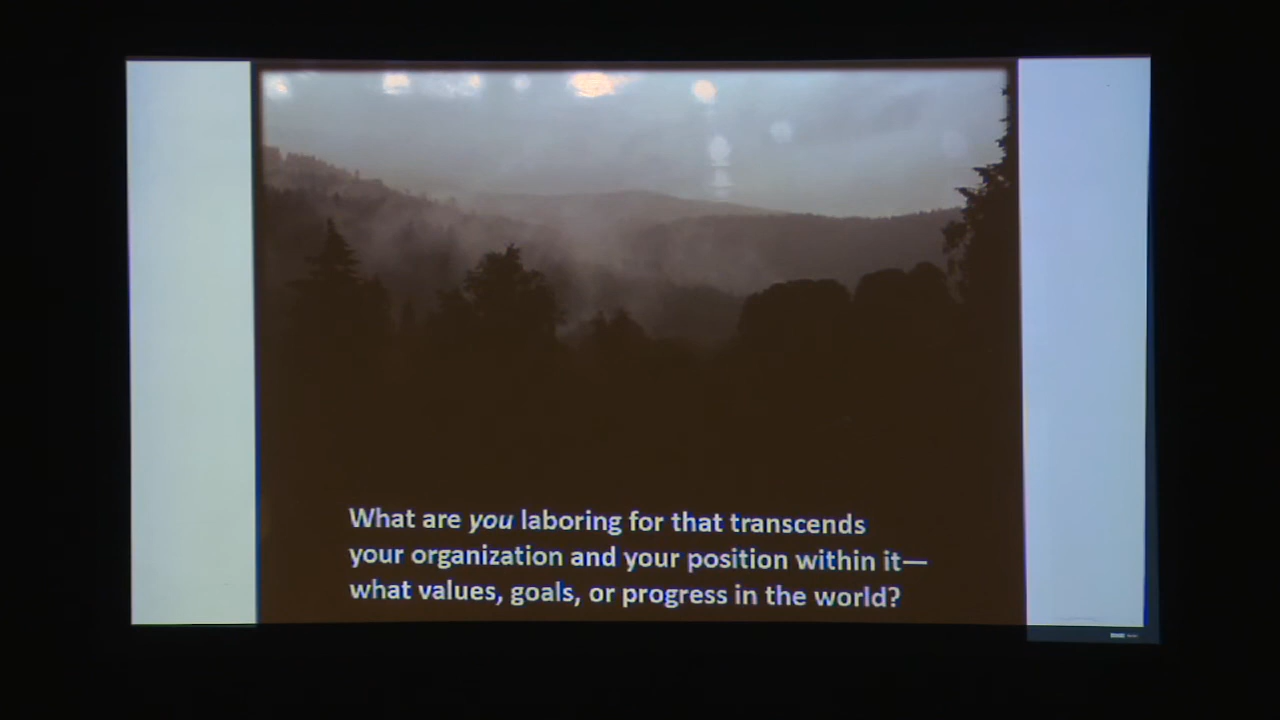 What are you laboring for that transcends
your organization and your position within it—
what values, goals, or progress in the world?